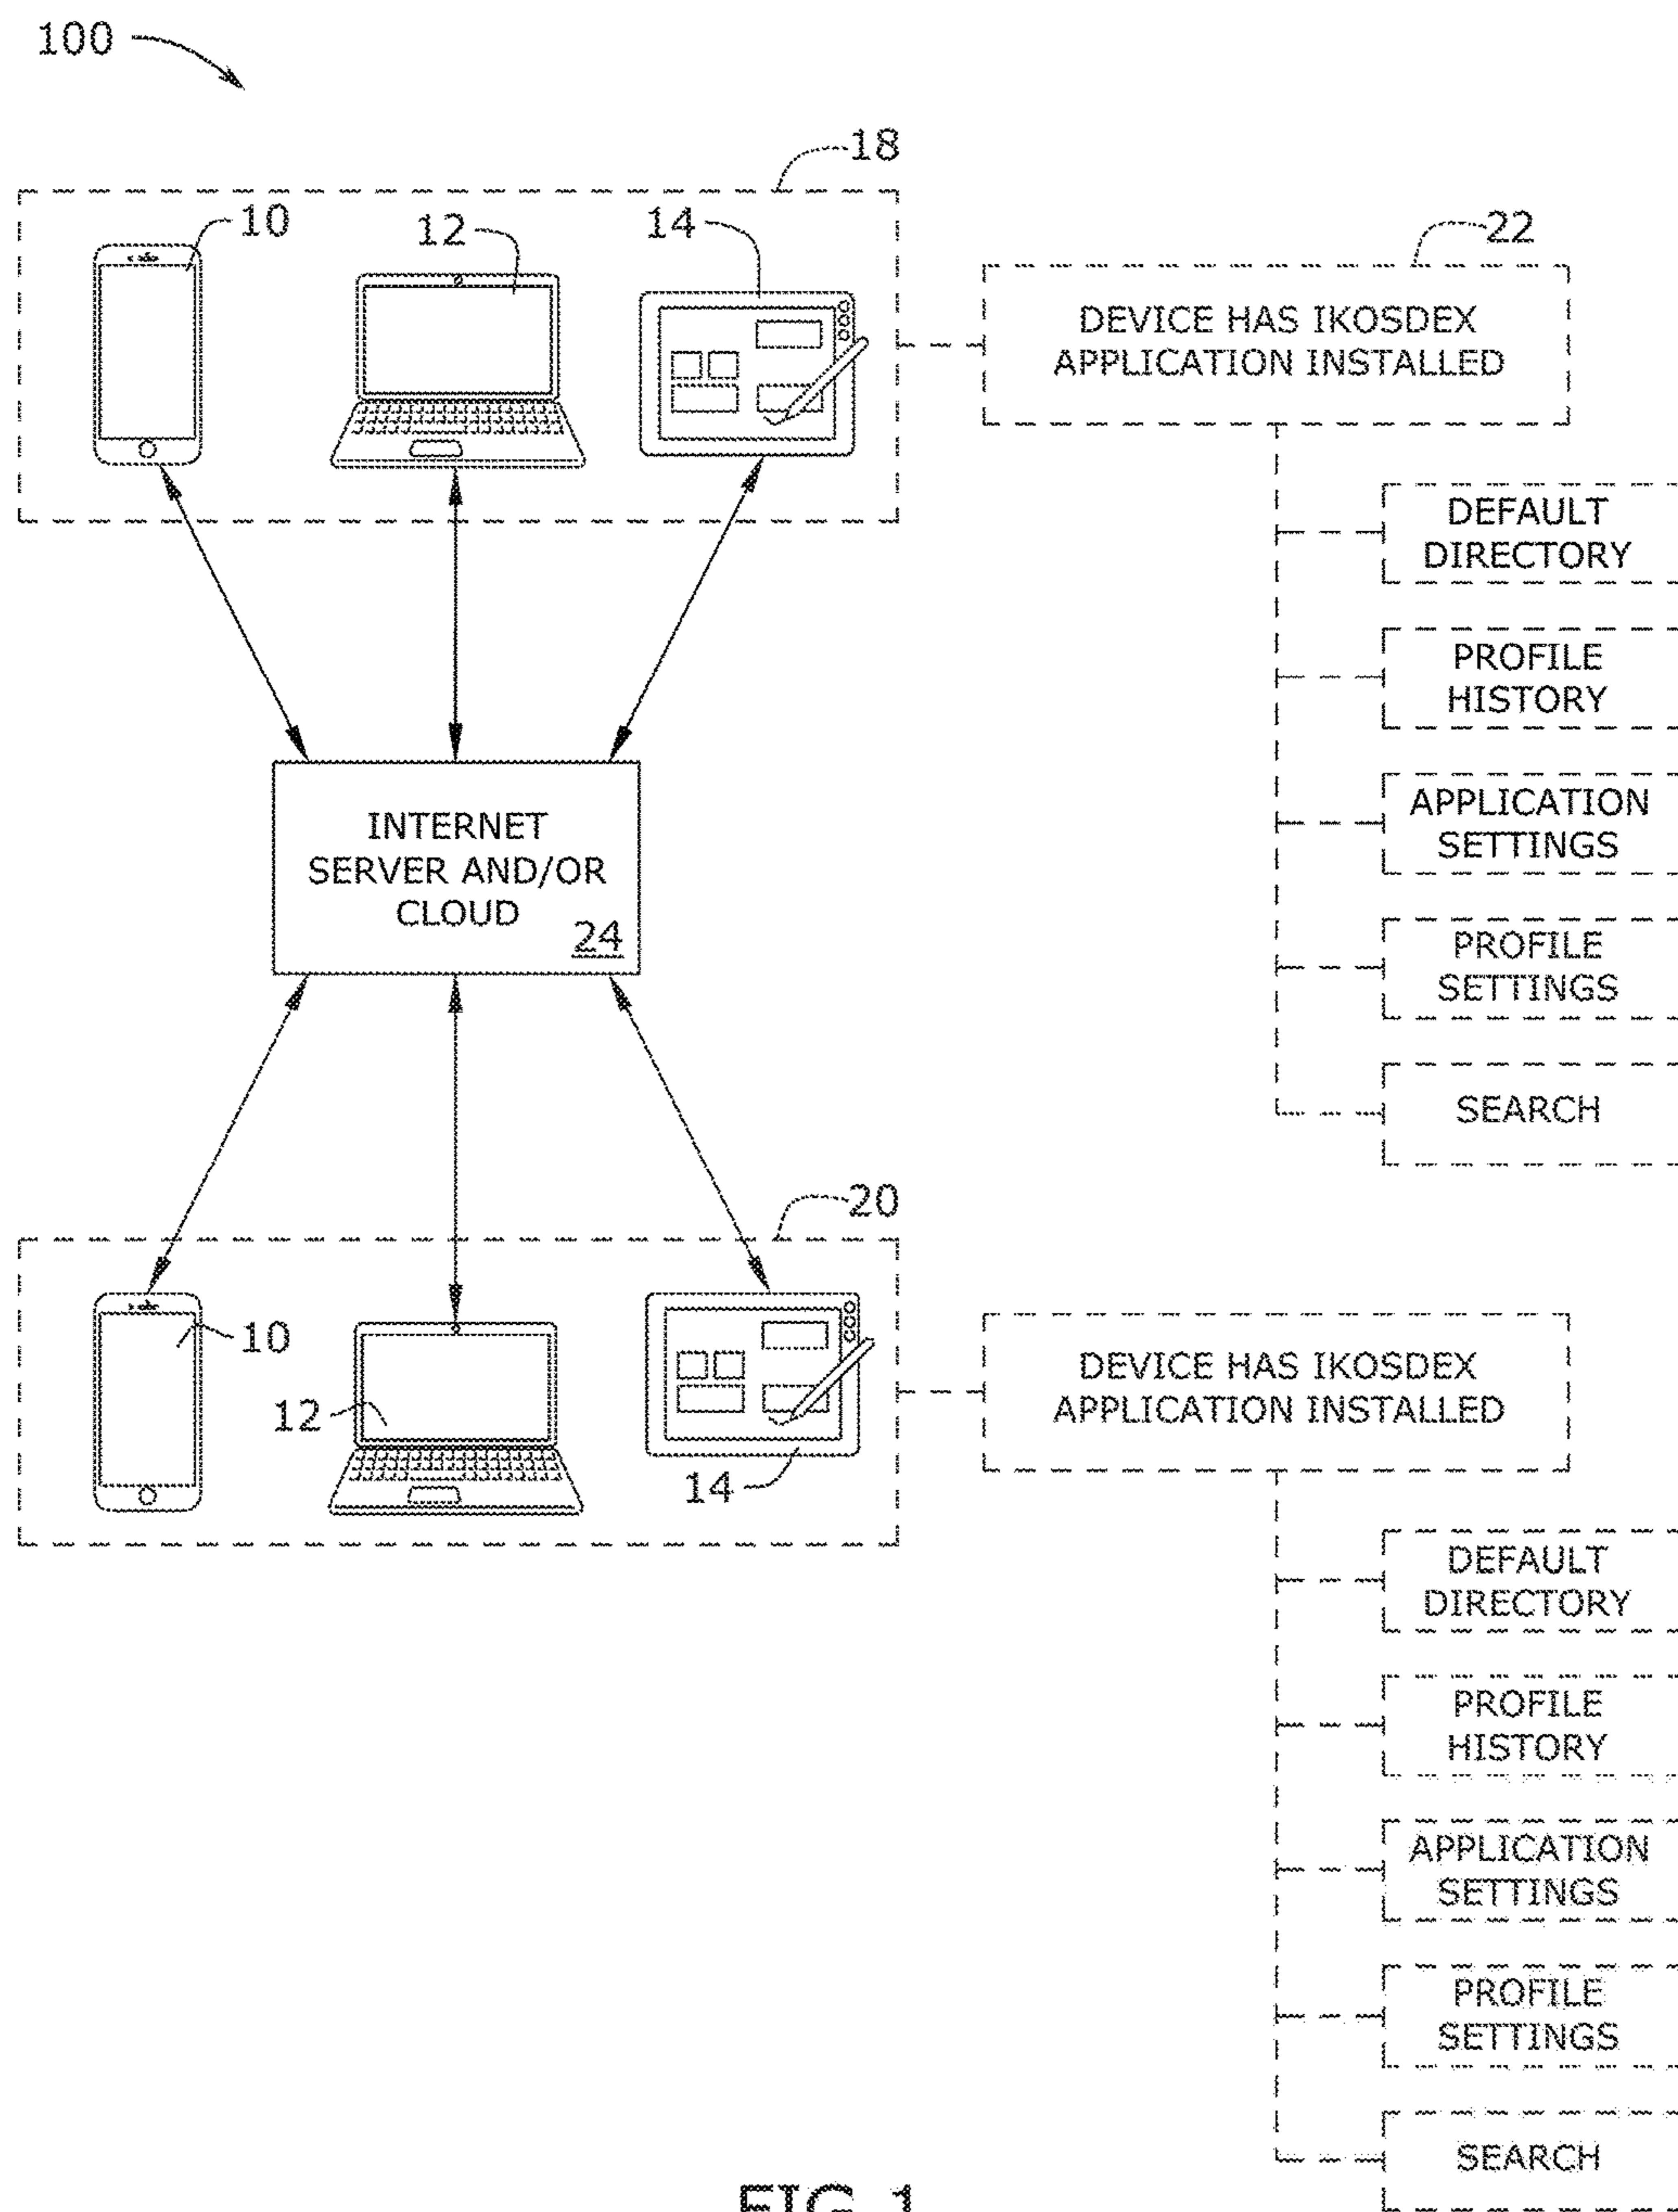 100
18
10
12
14
22
DEVICE HAS IKOSDEX
APPLICATION INSTALLED
DEFAULT
DIRECTORY
PROFILE
HISTORY
APPLICATION
SETTINGS
PROFILE
SETTINGS
SEARCH
INTERNET
SERVER AND/OR
CLOUD
24
20
10
12
14
DEVICE HAS IKOSDEX
APPLICATION INSTALLED
DEFAULT
DIRECTORY
PROFILE
HISTORY
APPLICATION
SETTINGS
PROFILE
SETTINGS
SEARCH
FIG. 1